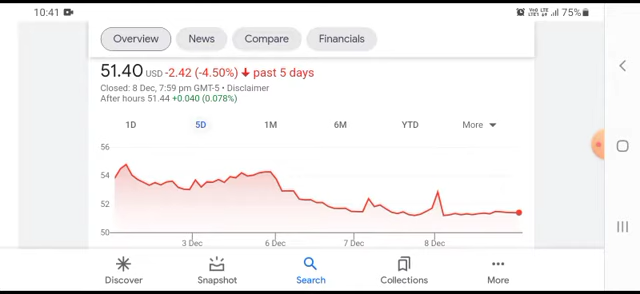 10:41 75%
Overview News Compare Financials
51.40 USD -2.42 (-4.50%) past 5 days
Closed: 8 Dec, 7:59 pm GMT-5 • Disclaimer
After hours 51.44 +0.040 (0.078%)
1D 5D 1M 6M YTD More
56
54
52
50
3 Dec 6 Dec 7 Dec 8 Dec
Discover Snapshot Search Collections More